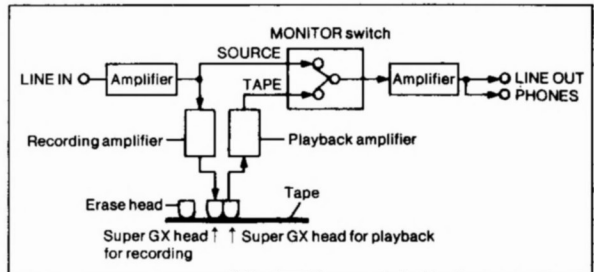 MONITOR switch
SOURCE
LINE IN
Amplifier
TAPE
Amplifier
LINE OUT
PHONES
Recording amplifier
Playback amplifier
Erase head
Tape
Super GX head ↑ ↑ Super GX head for playback
for recording